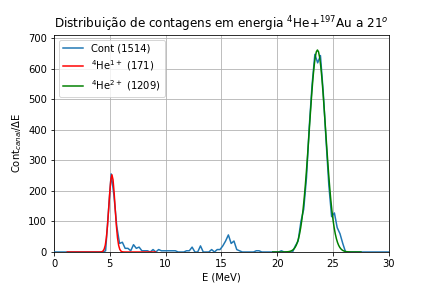 Distribuição de contagens em energia ⁴He+¹⁹⁷Au a 21º
700
600
500
400
300
200
100
0
Cont_canal/ΔE
Cont (1514)
⁴He¹⁺ (171)
⁴He²⁺ (1209)
0 5 10 15 20 25 30
E (MeV)